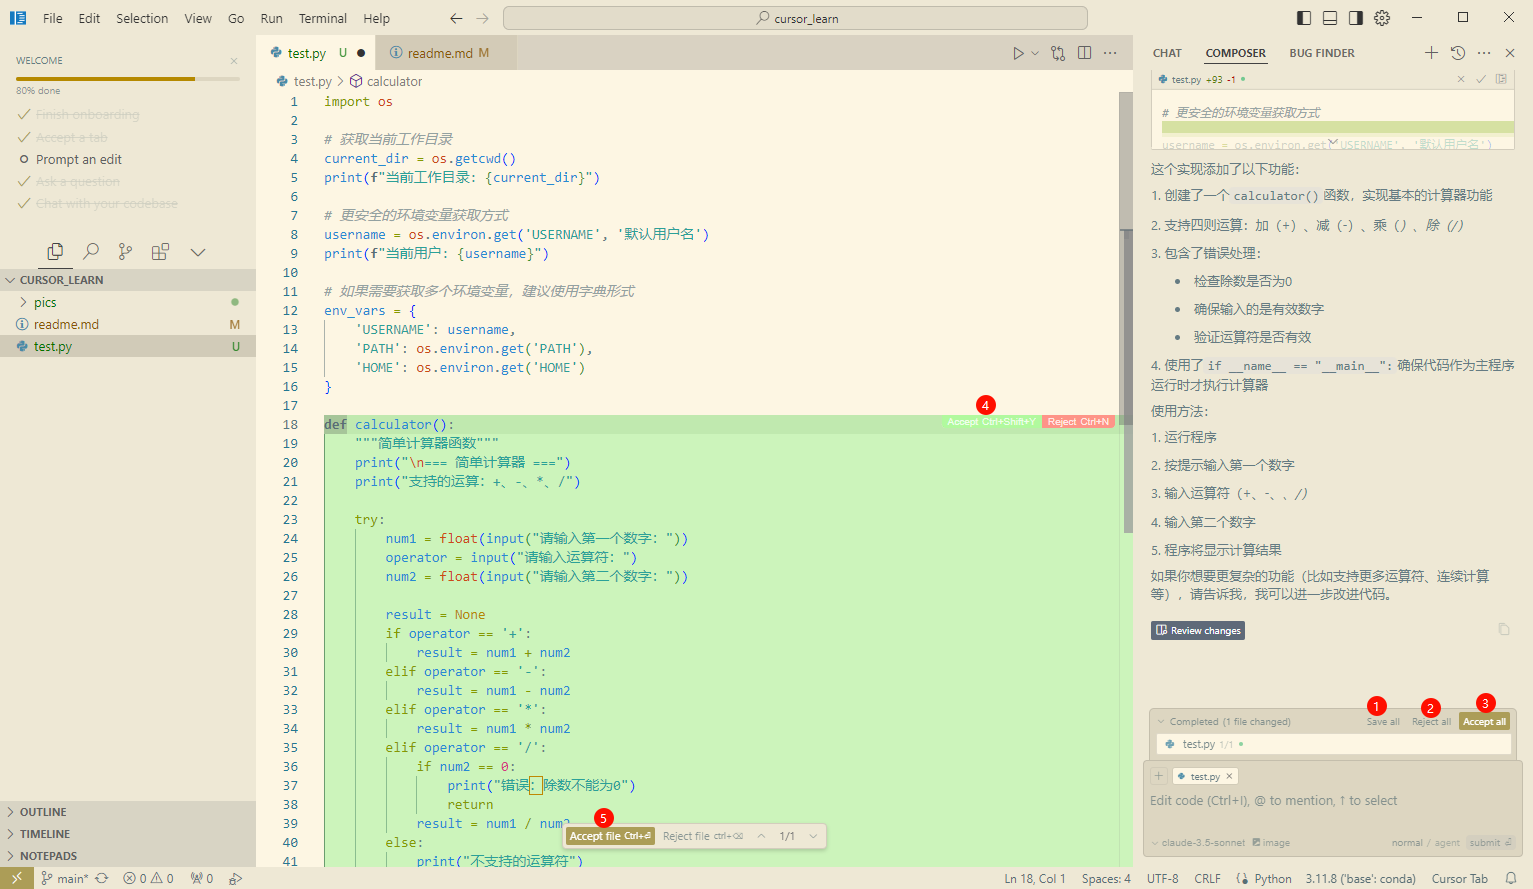 File Edit Selection View Go Run Terminal Help
cursor_learn
WELCOME
80% done
Finish onboarding
Accept a tab
Prompt an edit
Ask a question
Chat with your codebase
CURSOR_LEARN
pics
readme.md M
test.py U
OUTLINE
TIMELINE
NOTEPADS
test.py U
readme.md M
test.py > calculator
1 import os
2
3 # 获取当前工作目录
4 current_dir = os.getcwd()
5 print(f"当前工作目录: {current_dir}")
6
7 # 更安全的环境变量获取方式
8 username = os.environ.get('USERNAME', '默认用户名')
9 print(f"当前用户: {username}")
10
11 # 如果需要获取多个环境变量，建议使用字典形式
12 env_vars = {
13 'USERNAME': username,
14 'PATH': os.environ.get('PATH'),
15 'HOME': os.environ.get('HOME')
16 }
17
4
18 def calculator():
Accept Ctrl+Shift+Y Reject Ctrl+N
19 """简单计算器函数"""
20 print("\n=== 简单计算器 ===")
21 print("支持的运算: +、-、*、/")
22
23 try:
24 num1 = float(input("请输入第一个数字: "))
25 operator = input("请输入运算符: ")
26 num2 = float(input("请输入第二个数字: "))
27
28 result = None
29 if operator == '+':
30 result = num1 + num2
31 elif operator == '-':
32 result = num1 - num2
33 elif operator == '*':
34 result = num1 * num2
35 elif operator == '/':
36 if num2 == 0:
37 print("错误：除数不能为0")
38 return
39 result = num1 / num2
40 else:
41 print("不支持的运算符")
5
Accept file Ctrl+⏎ Reject file ctrl+⌫ 1/1
CHAT COMPOSER BUG FINDER
test.py +93 -1
# 更安全的环境变量获取方式
username = os.environ.get('USERNAME', '默认用户名')
这个实现添加了以下功能：
1. 创建了一个 calculator() 函数，实现基本的计算器功能
2. 支持四则运算：加（+）、减（-）、乘（）、除（/）
3. 包含了错误处理：
• 检查除数是否为0
• 确保输入的是有效数字
• 验证运算符是否有效
4. 使用了 if __name__ == "__main__": 确保代码作为主程序
运行时才执行计算器
使用方法：
1. 运行程序
2. 按提示输入第一个数字
3. 输入运算符（+、-、、/）
4. 输入第二个数字
5. 程序将显示计算结果
如果你想要更复杂的功能（比如支持更多运算符、连续计算
等），请告诉我，我可以进一步改进代码。
Review changes
1 2 3
Completed (1 file changed) Save all Reject all Accept all
test.py 1/1
+ test.py ×
Edit code (Ctrl+I), @ to mention, ↑ to select
claude-3.5-sonnet image normal / agent submit ⏎
main* 0 0 0 Ln 18, Col 1 Spaces: 4 UTF-8 CRLF Python 3.11.8 ('base': conda) Cursor Tab